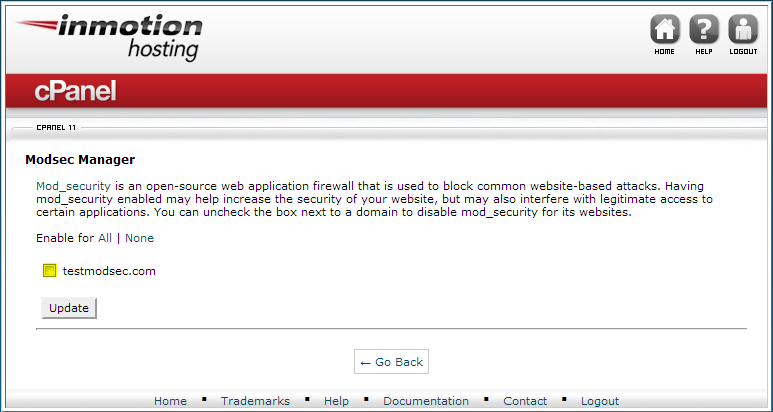 inmotion
hosting
HOME HELP LOGOUT
cPanel
CPANEL 11
Modsec Manager
Mod_security is an open-source web application firewall that is used to block common website-based attacks. Having
mod_security enabled may help increase the security of your website, but may also interfere with legitimate access to
certain applications. You can uncheck the box next to a domain to disable mod_security for its websites.
Enable for All | None
testmodsec.com
Update
← Go Back
Home ▪ Trademarks ▪ Help ▪ Documentation ▪ Contact ▪ Logout